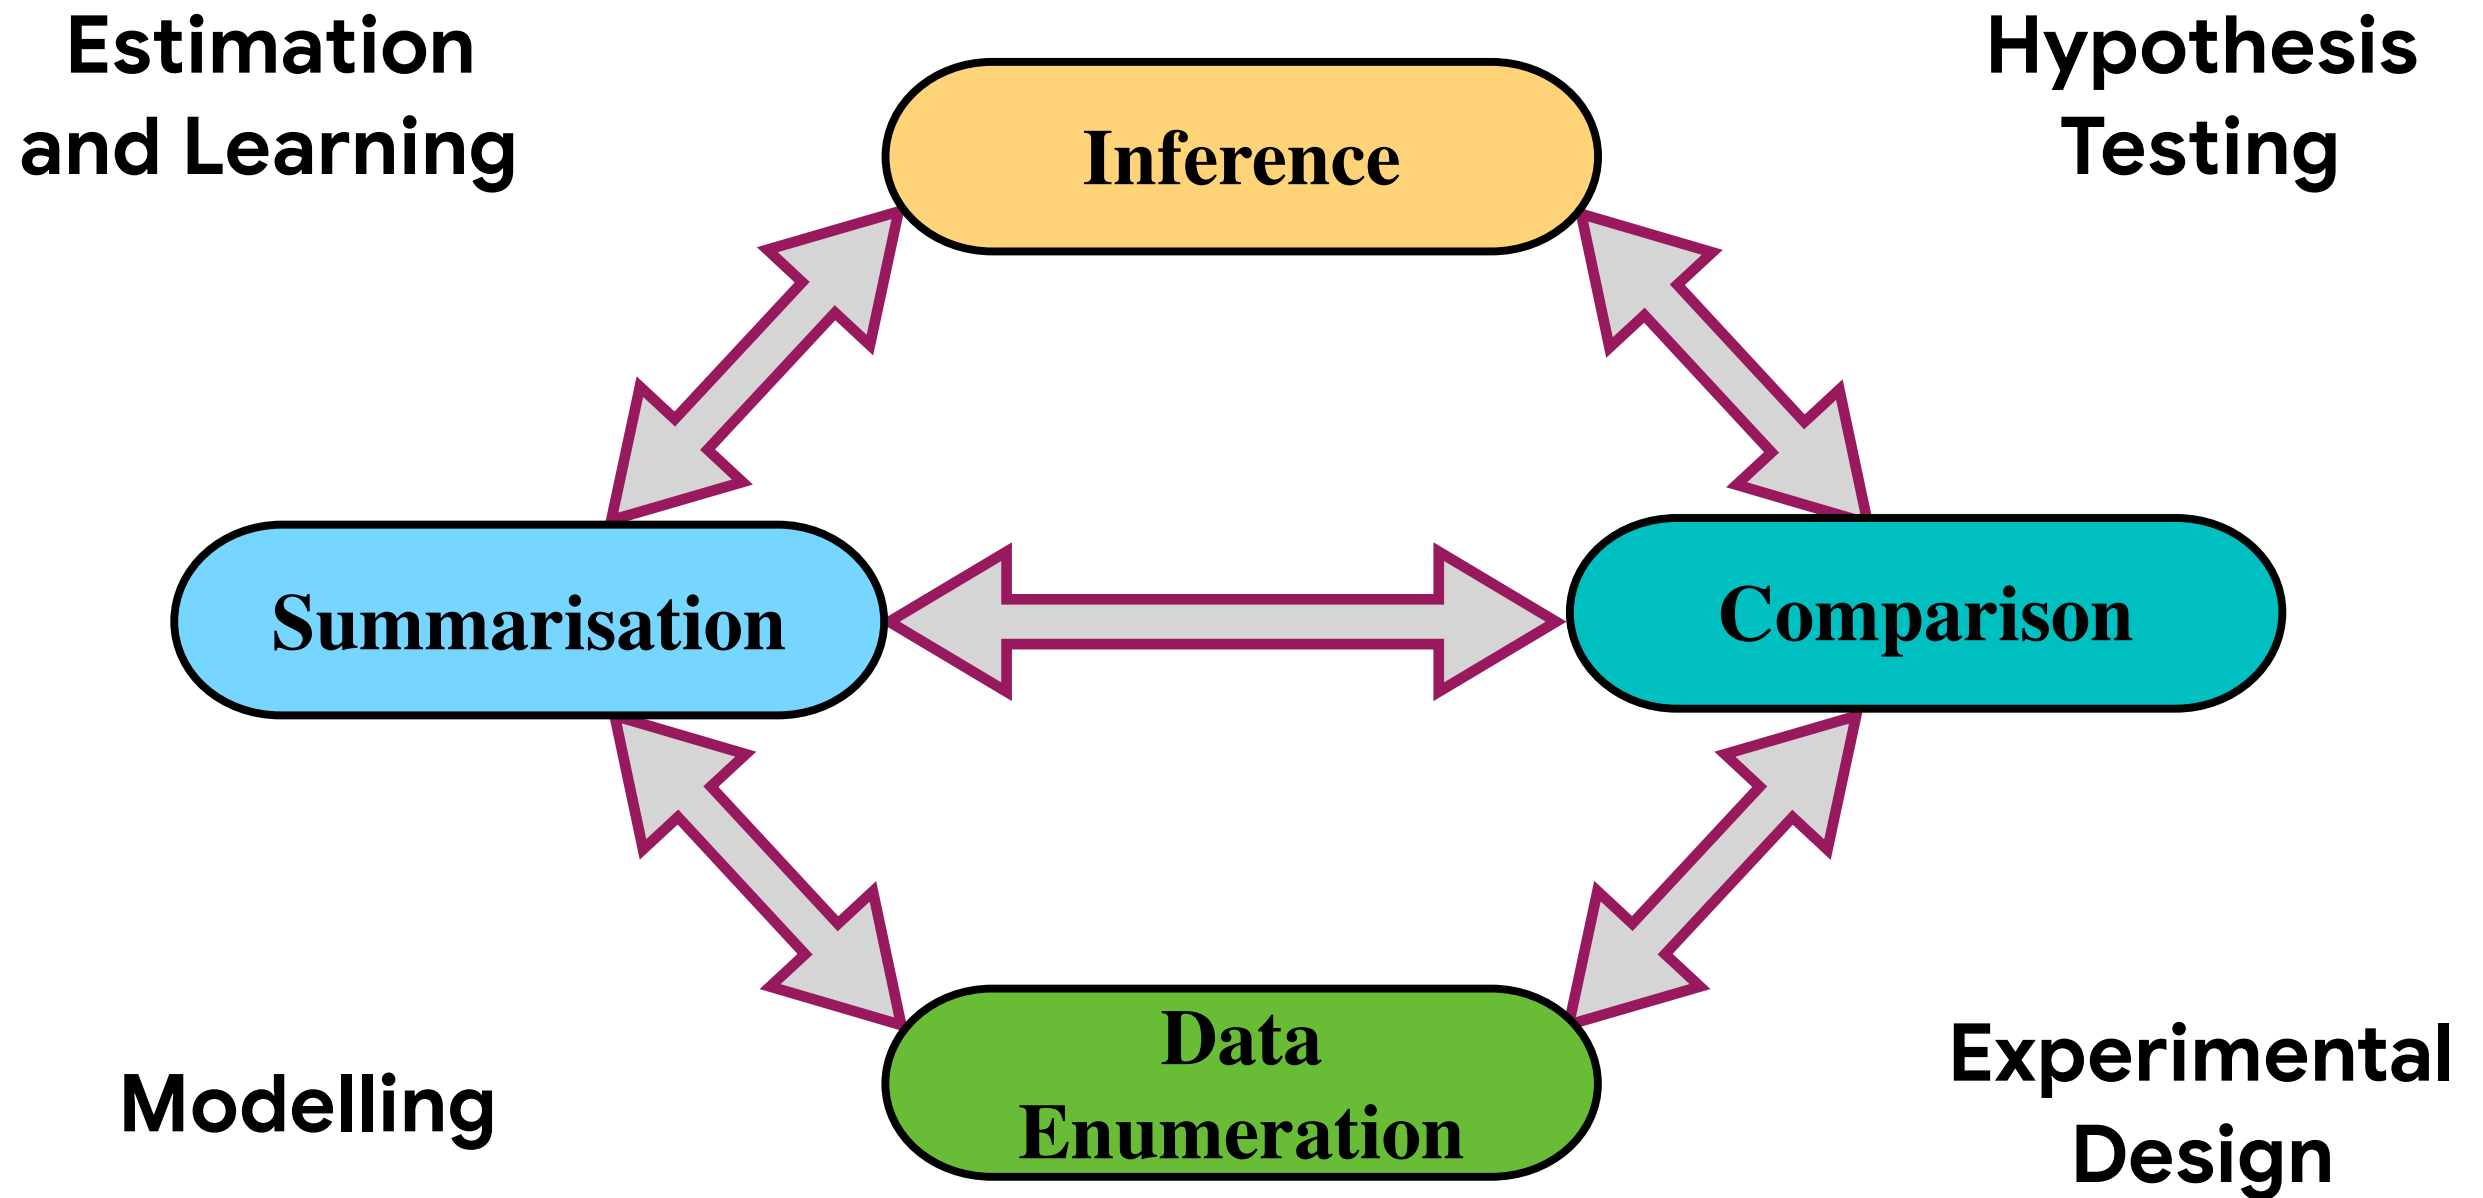 Estimation
and Learning
Hypothesis
Testing
Inference
Summarisation
Comparison
Modelling
Data
Enumeration
Experimental
Design